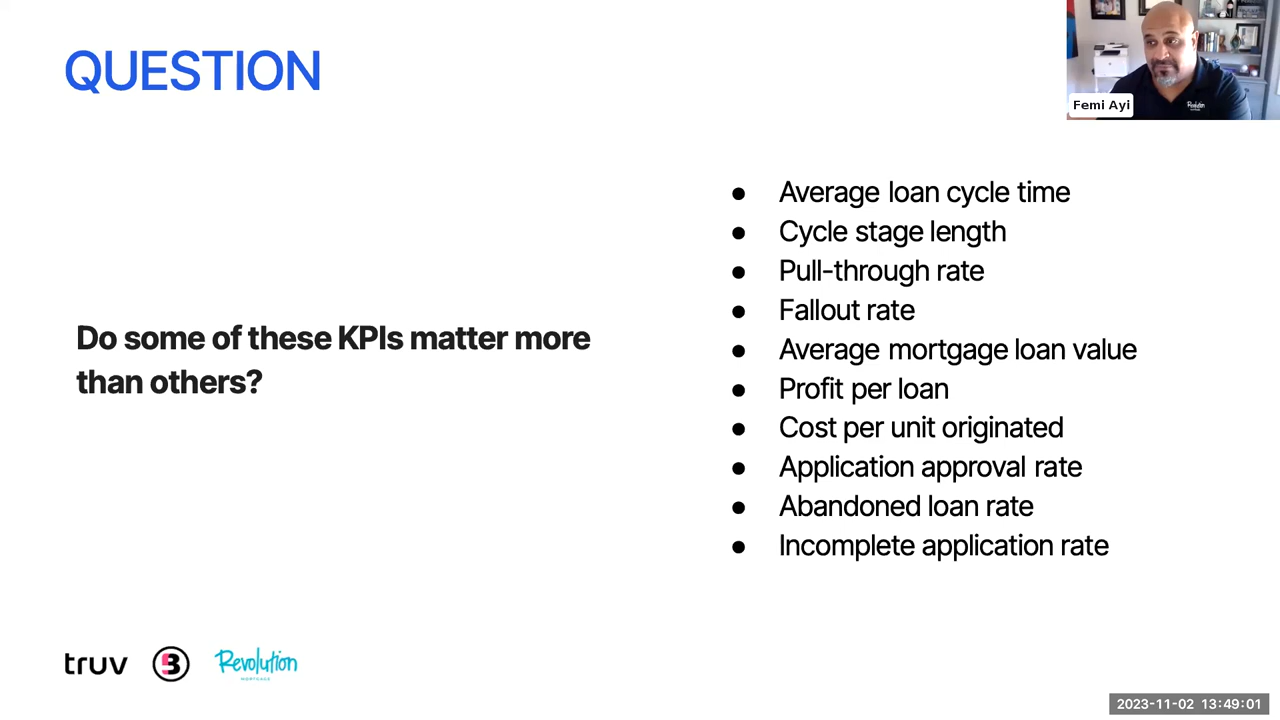 QUESTION
Femi Ayi
Revolution
Do some of these KPIs matter more
than others?
● Average loan cycle time
● Cycle stage length
● Pull-through rate
● Fallout rate
● Average mortgage loan value
● Profit per loan
● Cost per unit originated
● Application approval rate
● Abandoned loan rate
● Incomplete application rate
truv
B
Revolution
MORTGAGE
2023-11-02 13:49:01